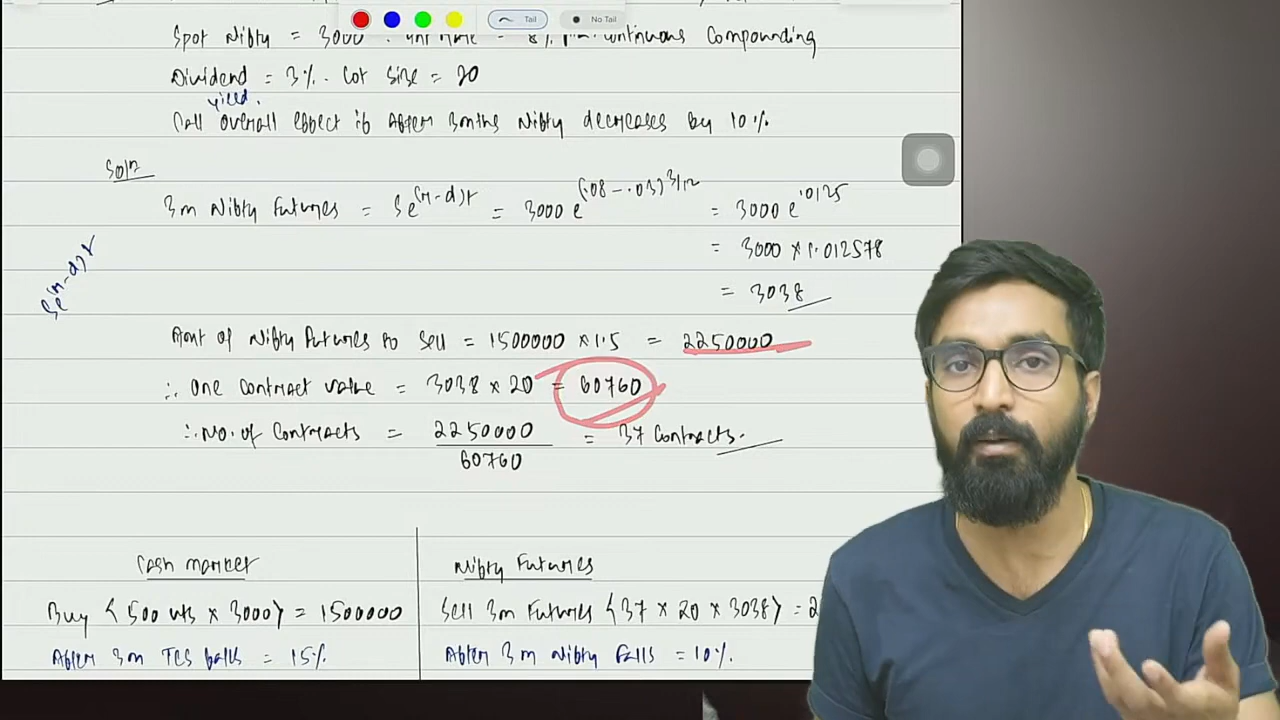 Tail
No Tail
Spot Nifty = 3000 . = 8% continuous Compounding
Dividend = 3%. Lot Size = 20
yield.
Call overall effect if After 3mths Nifty decreases by 10%
Soln
3m Nifty Futures = Se^(r-d)t = 3000 e^(.08-.03)3/12 = 3000 e^.0125
= 3000 × 1.012578
= 3038
Se^(r-d)t
Amt of Nifty Futures to Sell = 1500000 × 1.5 = 2250000
∴ One Contract value = 3038 × 20 = 60760
∴ No. of Contracts = 2250000 / 60760 = 37 Contracts.
Cash market
Nifty Futures
Buy {500 × 3000} = 1500000
Sell 3m Futures {37 × 20 × 3038} = 2
After 3m TCS falls = 15%
After 3m Nifty Falls = 10%.